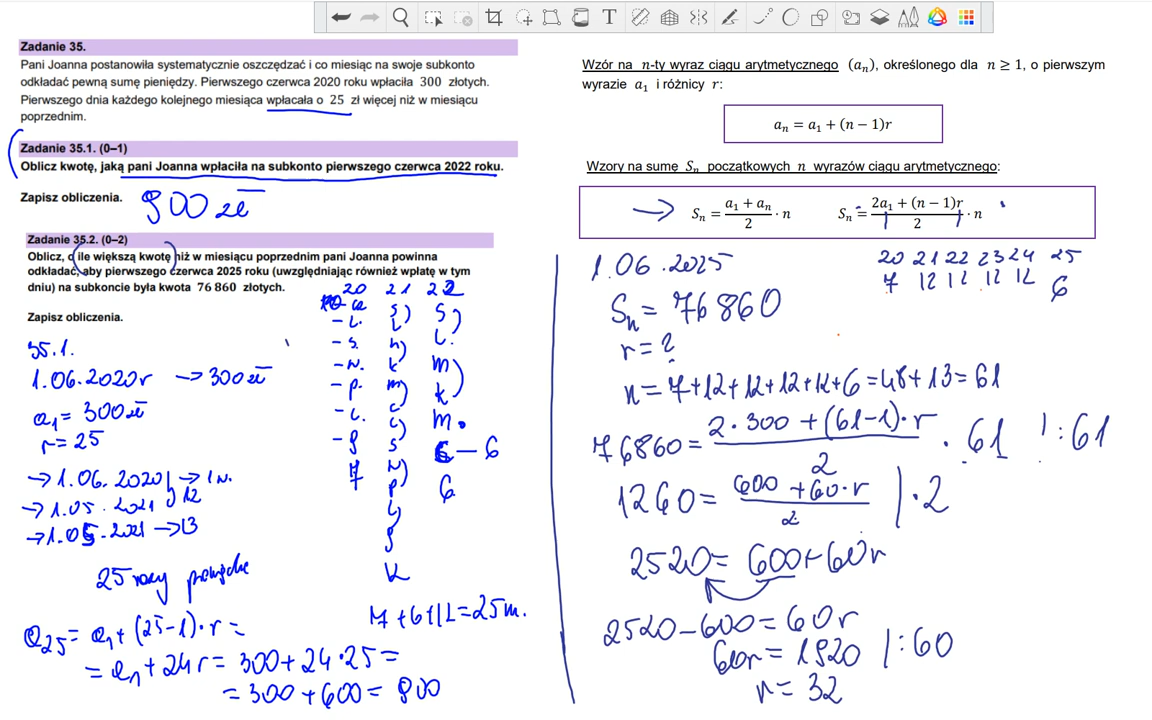 Zadanie 35.
Pani Joanna postanowiła systematycznie oszczędzać i co miesiąc na swoje subkonto
odkładać pewną sumę pieniędzy. Pierwszego czerwca 2020 roku wpłaciła 300 złotych.
Pierwszego dnia każdego kolejnego miesiąca wpłacała o 25 zł więcej niż w miesiącu
poprzednim.
Zadanie 35.1. (0–1)
Oblicz kwotę, jaką pani Joanna wpłaciła na subkonto pierwszego czerwca 2022 roku.
Zapisz obliczenia.
900 zł
Zadanie 35.2. (0–2)
Oblicz, o ile większą kwotę niż w miesiącu poprzednim pani Joanna powinna
odkładać, aby pierwszego czerwca 2025 roku (uwzględniając również wpłatę w tym
dniu) na subkoncie była kwota 76 860 złotych.
Zapisz obliczenia.
35.1.
1.06.2020r → 300 zł
a₁ = 300 zł
r = 25
→ 1.06.2020 → 1 w.
→ 1.05.2021 12
→ 1.06.2021 → 13
25 a₂₅ = a₁ + (25-1)·r =
= a₁ + 24r = 300 + 24·25 =
= 300 + 600 = 900
20 21 22
- L.
- S.
- W.
- P.
- L.
- g
7
6
7 + 6 + 12 = 25 m.
Wzór na n-ty wyraz ciągu arytmetycznego (aₙ), określonego dla n ≥ 1, o pierwszym
wyrazie a₁ i różnicy r:
aₙ = a₁ + (n − 1)r
Wzory na sumę Sₙ początkowych n wyrazów ciągu arytmetycznego:
→ Sₙ = (a₁ + aₙ)/2 · n Sₙ = (2a₁ + (n − 1)r)/2 · n
1.06.2025
20 21 22 23 24 25
7 12 12 12 12 6
Sₙ = 76860
r = ?
n = 7+12+12+12+12+6 = 48+13 = 61
76860 = (2·300 + (61-1)·r)/2 · 61 | :61
1260 = (600 + 60·r)/2 | ·2
2520 = 600 + 60r
2520 - 600 = 60r
60r = 1920 | :60
r = 32